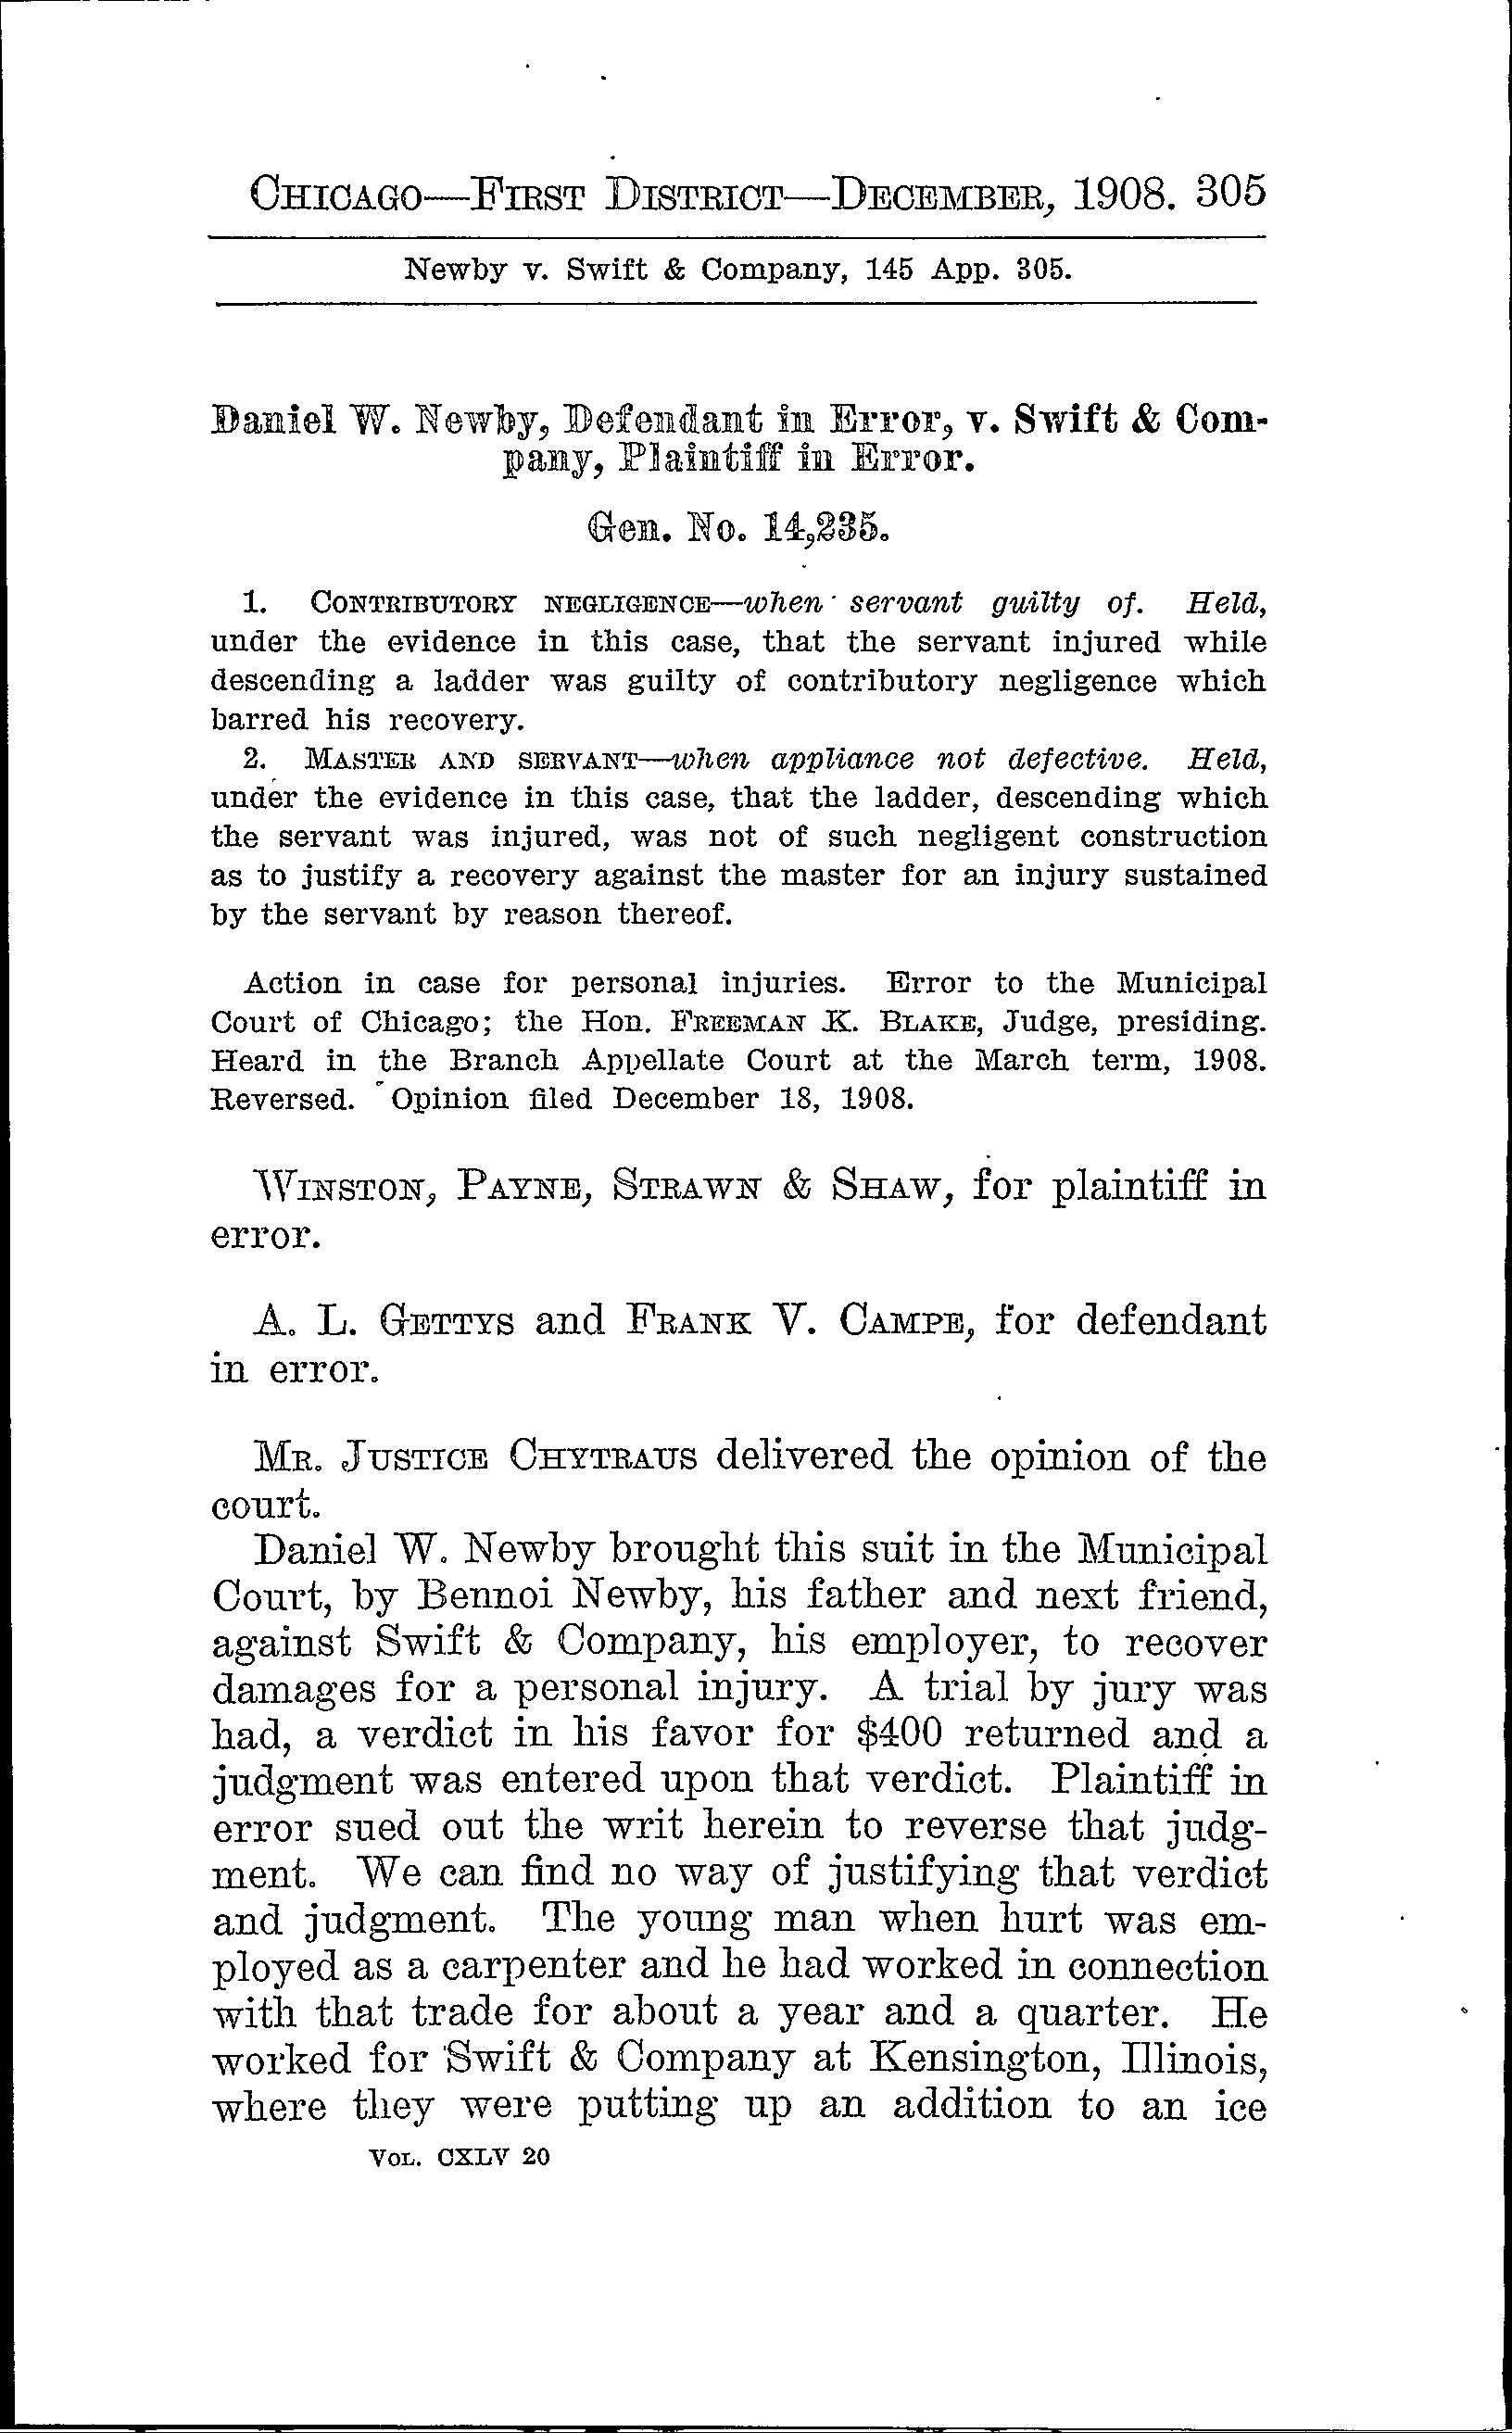 CHICAGO—FIRST DISTRICT—DECEMBER, 1908. 305
Newby v. Swift & Company, 145 App. 305.
Daniel W. Newby, Defendant in Error, v. Swift & Com-
pany, Plaintiff in Error.
Gen. No. 14,235.
1. CONTRIBUTORY NEGLIGENCE—when servant guilty of. Held,
under the evidence in this case, that the servant injured while
descending a ladder was guilty of contributory negligence which
barred his recovery.
2. MASTER AND SERVANT—when appliance not defective. Held,
under the evidence in this case, that the ladder, descending which
the servant was injured, was not of such negligent construction
as to justify a recovery against the master for an injury sustained
by the servant by reason thereof.
Action in case for personal injuries. Error to the Municipal
Court of Chicago; the Hon. FREEMAN K. BLAKE, Judge, presiding.
Heard in the Branch Appellate Court at the March term, 1908.
Reversed. Opinion filed December 18, 1908.
WINSTON, PAYNE, STRAWN & SHAW, for plaintiff in
error.
A. L. GETTYS and FRANK V. CAMPE, for defendant
in error.
MR. JUSTICE CHYTRAUS delivered the opinion of the
court.
Daniel W. Newby brought this suit in the Municipal
Court, by Bennoi Newby, his father and next friend,
against Swift & Company, his employer, to recover
damages for a personal injury. A trial by jury was
had, a verdict in his favor for $400 returned and a
judgment was entered upon that verdict. Plaintiff in
error sued out the writ herein to reverse that judg-
ment. We can find no way of justifying that verdict
and judgment. The young man when hurt was em-
ployed as a carpenter and he had worked in connection
with that trade for about a year and a quarter. He
worked for Swift & Company at Kensington, Illinois,
where they were putting up an addition to an ice
VOL. CXLV 20